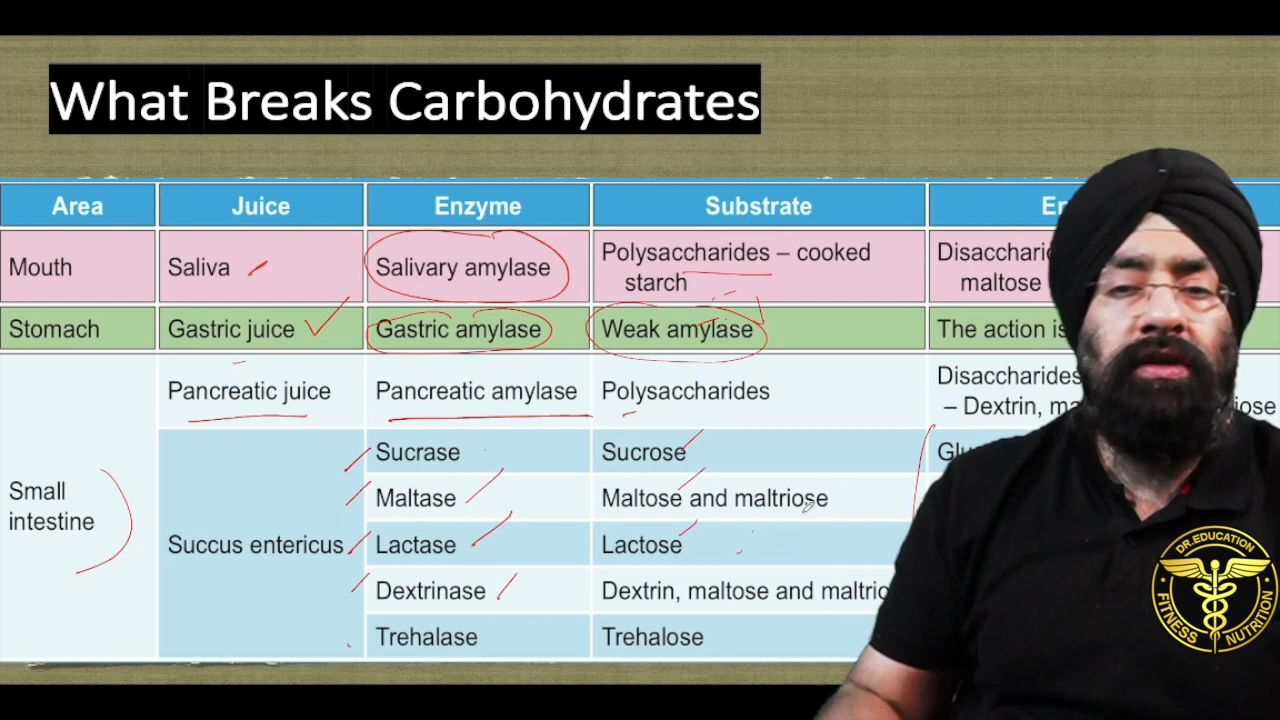 What Breaks Carbohydrates
Area Juice Enzyme Substrate
Mouth Saliva Salivary amylase Polysaccharides – cooked
starch
Disaccharid
maltose
Stomach Gastric juice Gastric amylase Weak amylase The action is
Small
intestine
Pancreatic juice Pancreatic amylase Polysaccharides
Disaccharides
– Dextrin,
Succus entericus
Sucrase Sucrose
Maltase Maltose and maltriose
Lactase Lactose
Dextrinase Dextrin, maltose and maltrio
Trehalase Trehalose
DR.EDUCATION
FITNESS
NUTRITION